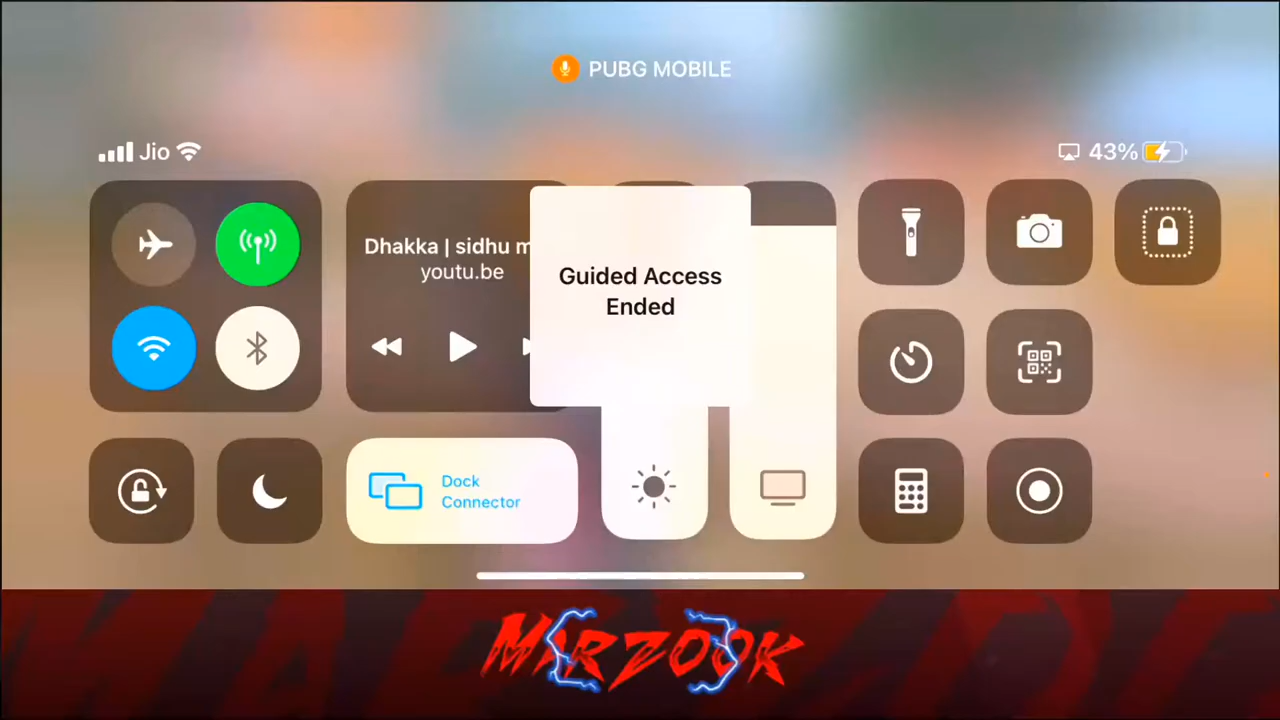 PUBG MOBILE
Jio
43%
Dhakka | sidhu m
youtu.be
Guided Access
Ended
Dock
Connector
MARZOOK